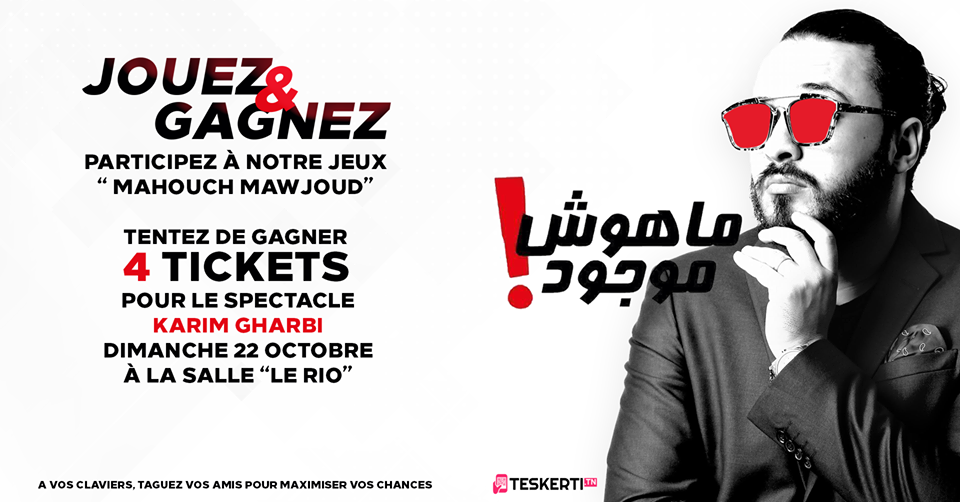 JOUEZ &
GAGNEZ
PARTICIPEZ À NOTRE JEUX
“ MAHOUCH MAWJOUD”
TENTEZ DE GAGNER
4 TICKETS
POUR LE SPECTACLE
KARIM GHARBI
DIMANCHE 22 OCTOBRE
À LA SALLE “LE RIO”
A VOS CLAVIERS, TAGUEZ VOS AMIS POUR MAXIMISER VOS CHANCES
ماهوش
موجود!
TESKERTI.TN